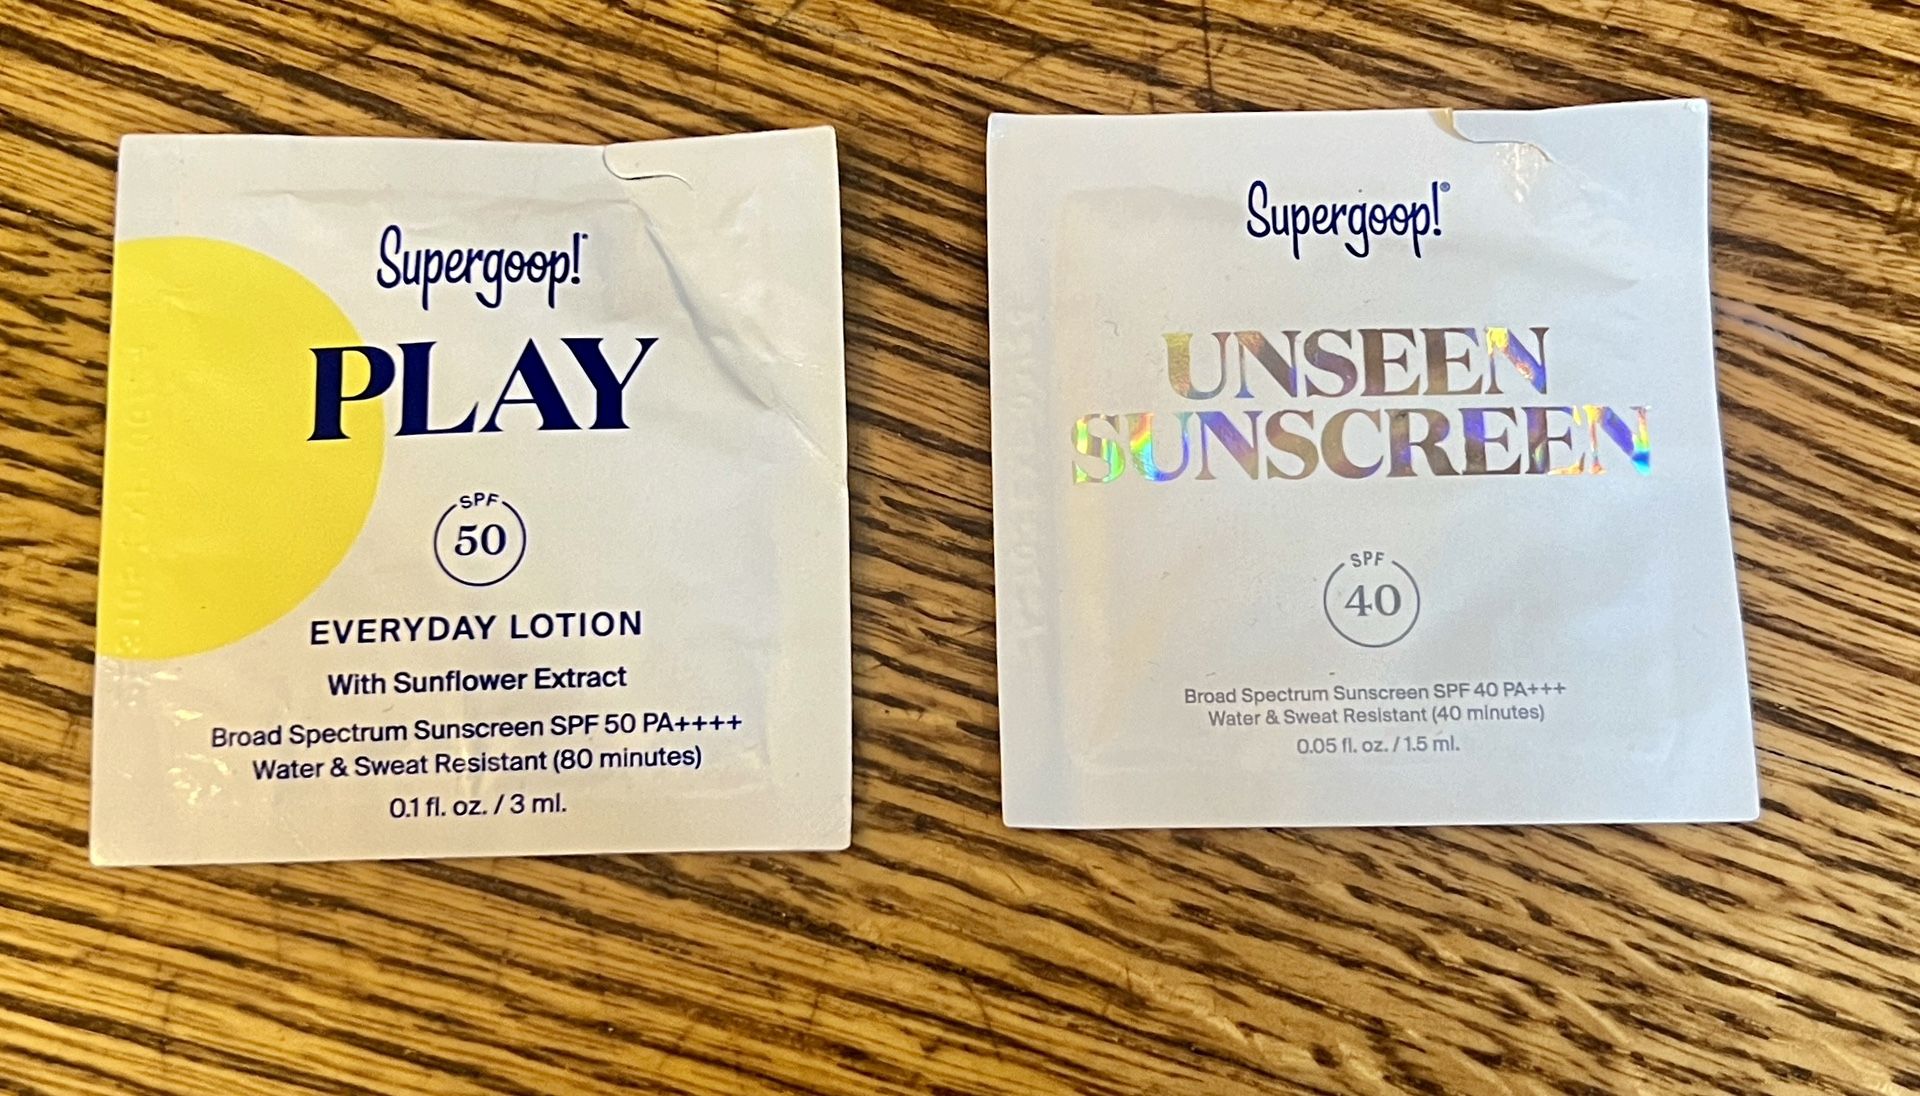 Supergoop!
PLAY
SPF
50
EVERYDAY LOTION
With Sunflower Extract
Broad Spectrum Sunscreen SPF 50 PA++++
Water & Sweat Resistant (80 minutes)
0.1 fl. oz. / 3 ml.
Supergoop!®
UNSEEN
SUNSCREEN
SPF
40
Broad Spectrum Sunscreen SPF 40 PA+++
Water & Sweat Resistant (40 minutes)
0.05 fl. oz. / 1.5 ml.